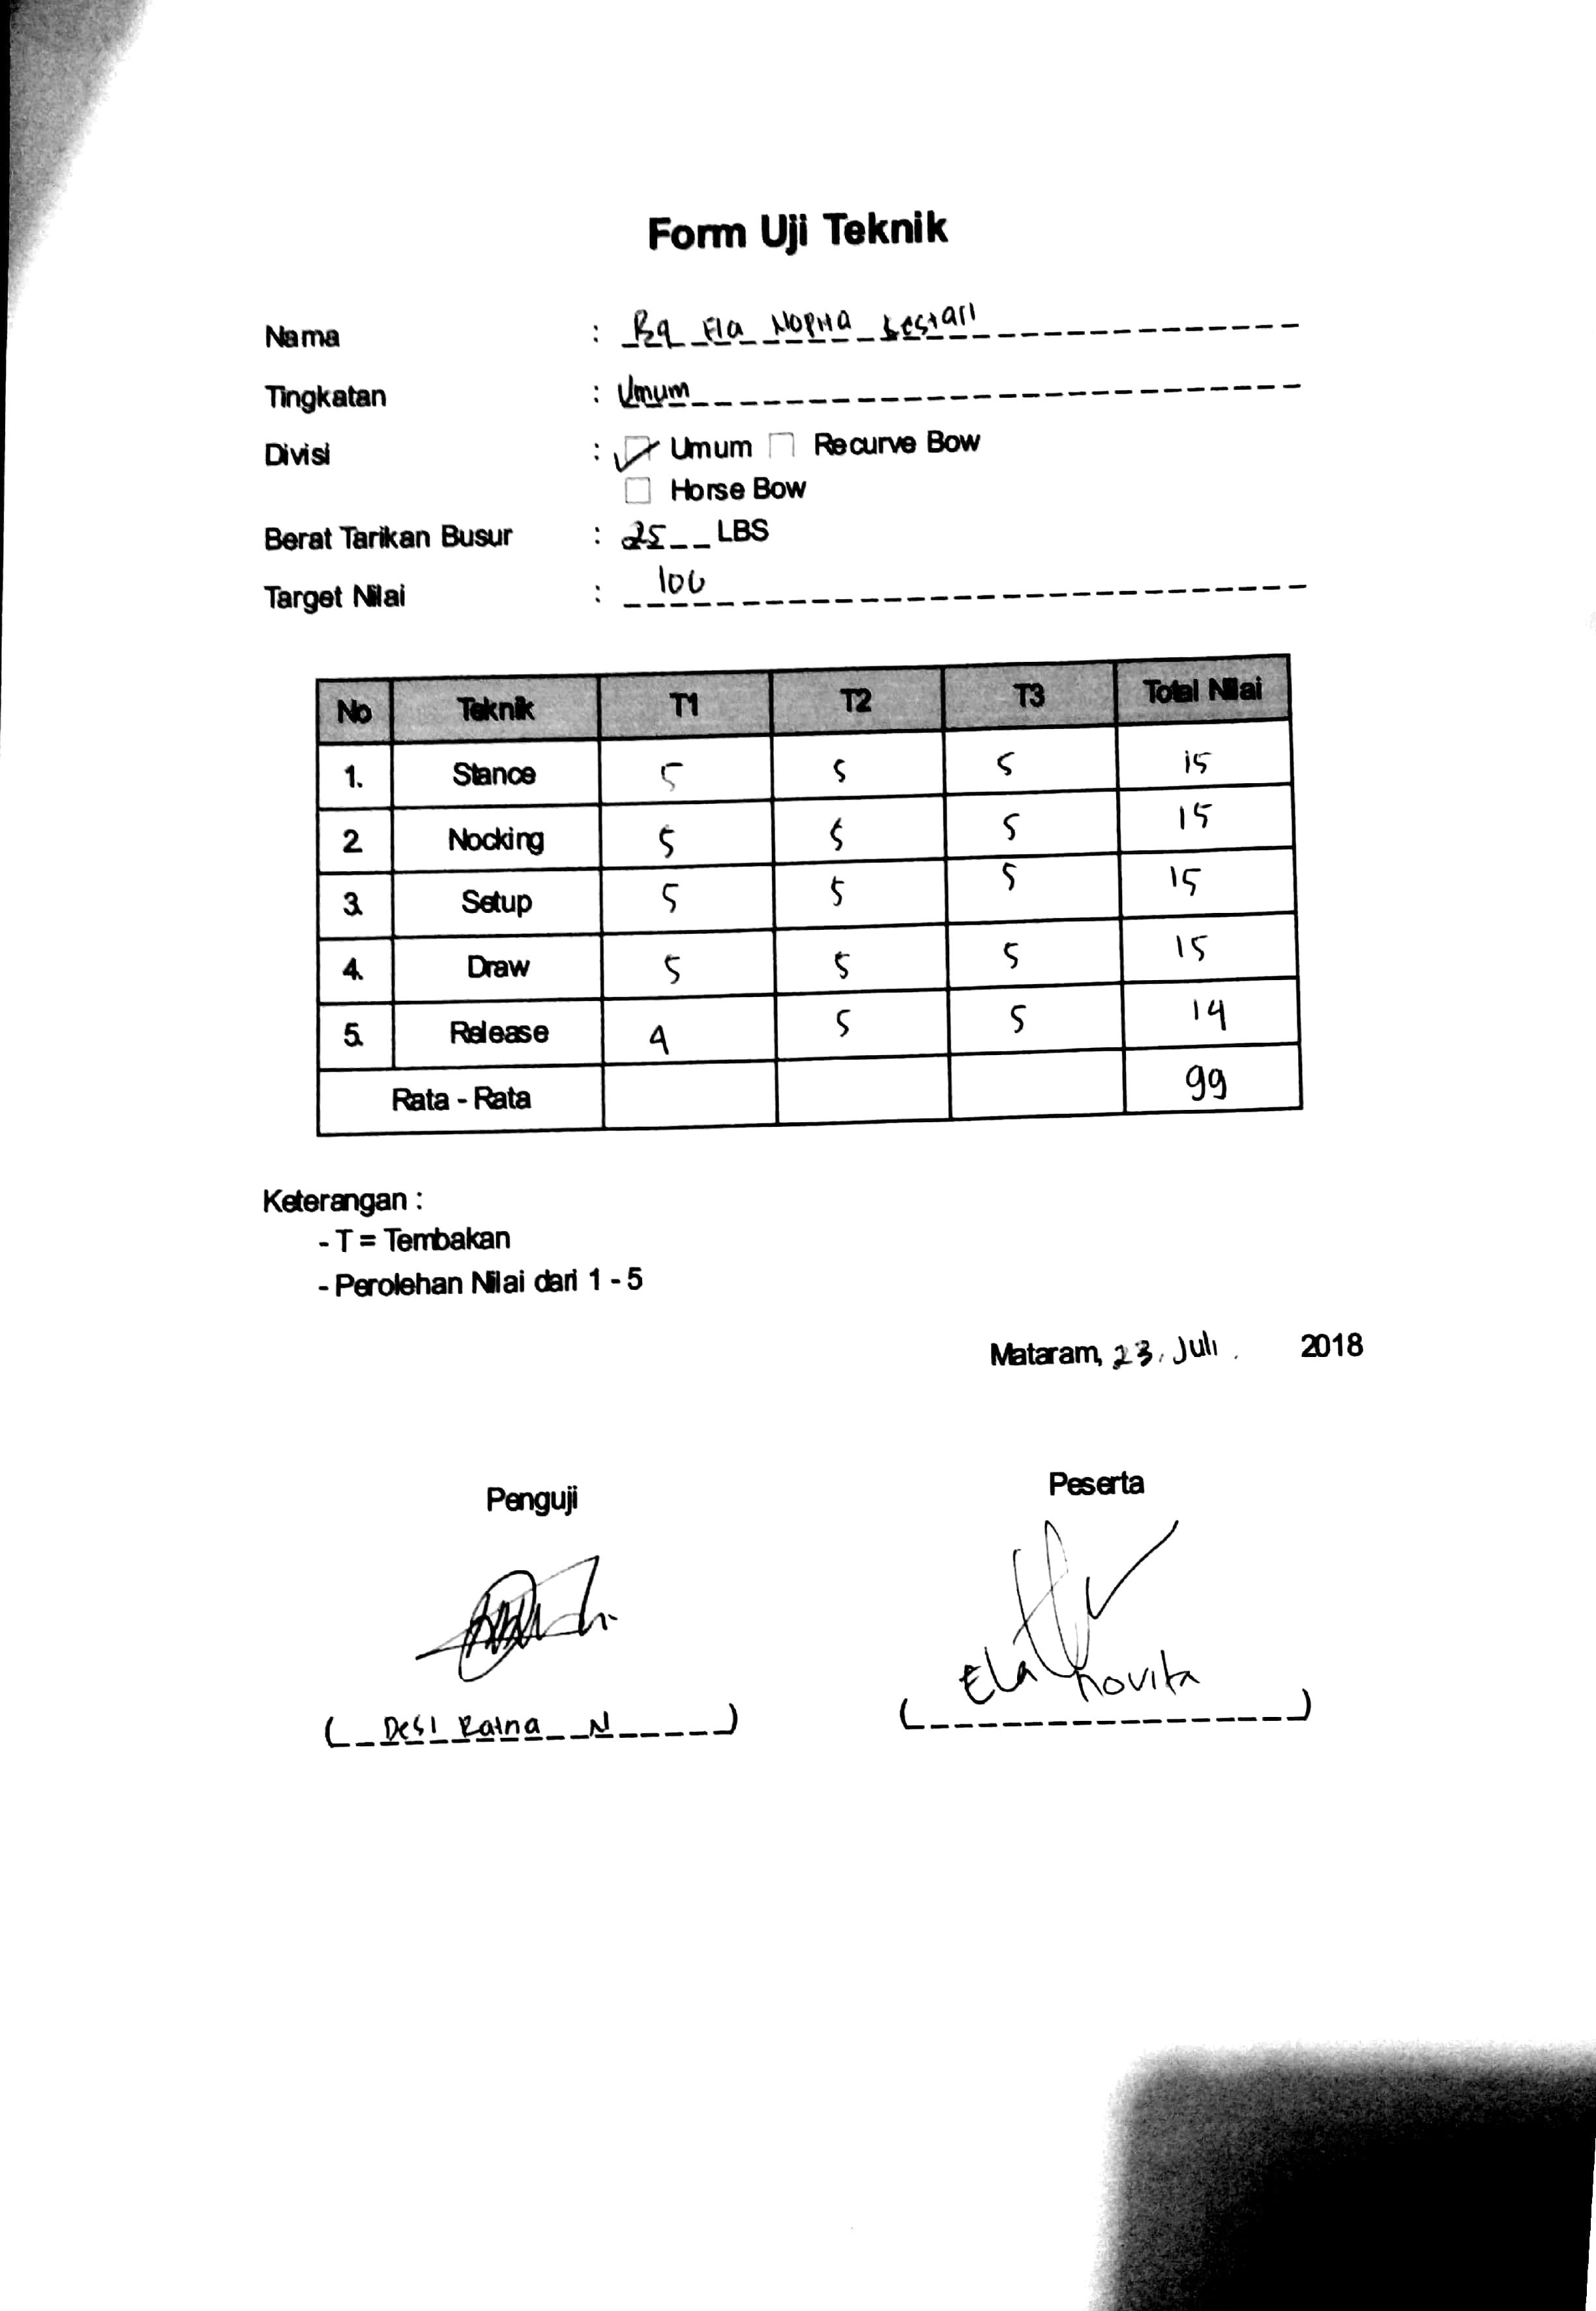 Form Uji Teknik
Nama : Bq Ela Nopita Lestari
Tingkatan : Umum
Divisi : Umum Recurve Bow
Horse Bow
Berat Tarikan Busur : 25 LBS
Target Nilai : 100
No Teknik T1 T2 T3 Total Nilai
1. Stance 5 5 5 15
2. Nocking 5 5 5 15
3. Setup 5 5 5 15
4. Draw 5 5 5 15
5. Release 4 5 5 14
Rata - Rata 99
Keterangan :
- T = Tembakan
- Perolehan Nilai dari 1 - 5
Mataram, 23, Juli . 2018
Penguji Peserta
Ela novita
( Desi Ratna N ) ( )